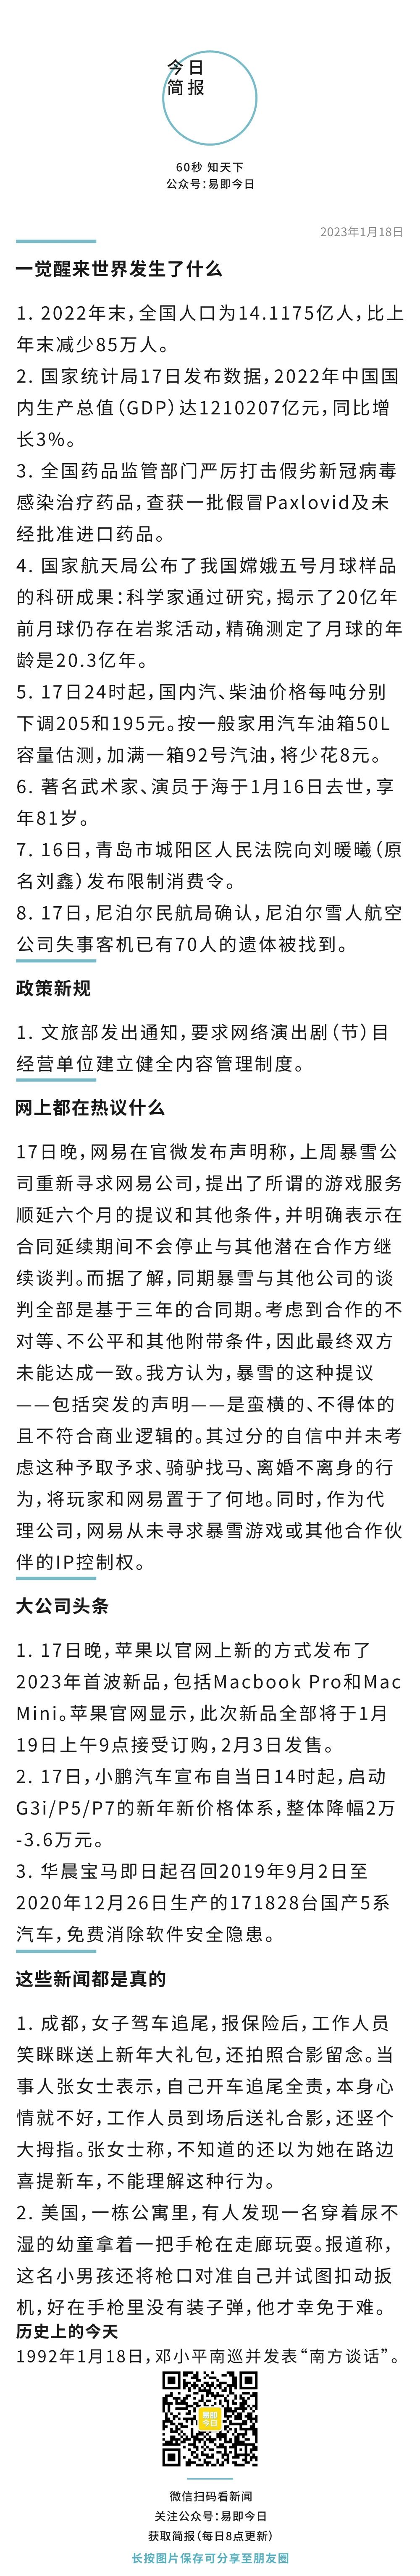 今日
简报
60秒 知天下
公众号：易即今日
2023年1月18日
一觉醒来世界发生了什么
1. 2022年末，全国人口为14.1175亿人，比上
年末减少85万人。
2. 国家统计局17日发布数据，2022年中国国
内生产总值（GDP）达1210207亿元，同比增
长3%。
3. 全国药品监管部门严厉打击假劣新冠病毒
感染治疗药品，查获一批假冒Paxlovid及未
经批准进口药品。
4. 国家航天局公布了我国嫦娥五号月球样品
的科研成果：科学家通过研究，揭示了20亿年
前月球仍存在岩浆活动，精确测定了月球的年
龄是20.3亿年。
5. 17日24时起，国内汽、柴油价格每吨分别
下调205和195元。按一般家用汽车油箱50L
容量估测，加满一箱92号汽油，将少花8元。
6. 著名武术家、演员于海于1月16日去世，享
年81岁。
7. 16日，青岛市城阳区人民法院向刘暖曦（原
名刘鑫）发布限制消费令。
8. 17日，尼泊尔民航局确认，尼泊尔雪人航空
公司失事客机已有70人的遗体被找到。
政策新规
1. 文旅部发出通知，要求网络演出剧（节）目
经营单位建立健全内容管理制度。
网上都在热议什么
17日晚，网易在官微发布声明称，上周暴雪公
司重新寻求网易公司，提出了所谓的游戏服务
顺延六个月的提议和其他条件，并明确表示在
合同延续期间不会停止与其他潜在合作方继
续谈判。而据了解，同期暴雪与其他公司的谈
判全部是基于三年的合同期。考虑到合作的不
对等、不公平和其他附带条件，因此最终双方
未能达成一致。我方认为，暴雪的这种提议
——包括突发的声明——是蛮横的、不得体的
且不符合商业逻辑的。其过分的自信中并未考
虑这种予取予求、骑驴找马、离婚不离身的行
为，将玩家和网易置于了何地。同时，作为代
理公司，网易从未寻求暴雪游戏或其他合作伙
伴的IP控制权。
大公司头条
1. 17日晚，苹果以官网上新的方式发布了
2023年首波新品，包括Macbook Pro和Mac
Mini。苹果官网显示，此次新品全部将于1月
19日上午9点接受订购，2月3日发售。
2. 17日，小鹏汽车宣布自当日14时起，启动
G3i/P5/P7的新年新价格体系，整体降幅2万
-3.6万元。
3. 华晨宝马即日起召回2019年9月2日至
2020年12月26日生产的171828台国产5系
汽车，免费消除软件安全隐患。
这些新闻都是真的
1. 成都，女子驾车追尾，报保险后，工作人员
笑眯眯送上新年大礼包，还拍照合影留念。当
事人张女士表示，自己开车追尾全责，本身心
情就不好，工作人员到场后送礼合影，还竖个
大拇指。张女士称，不知道的还以为她在路边
喜提新车，不能理解这种行为。
2. 美国，一栋公寓里，有人发现一名穿着尿不
湿的幼童拿着一把手枪在走廊玩耍。报道称，
这名小男孩还将枪口对准自己并试图扣动扳
机，好在手枪里没有装子弹，他才幸免于难。
历史上的今天
1992年1月18日，邓小平南巡并发表“南方谈话”。
易即
今日
微信扫码看新闻
关注公众号：易即今日
获取简报（每日8点更新）
长按图片保存可分享至朋友圈